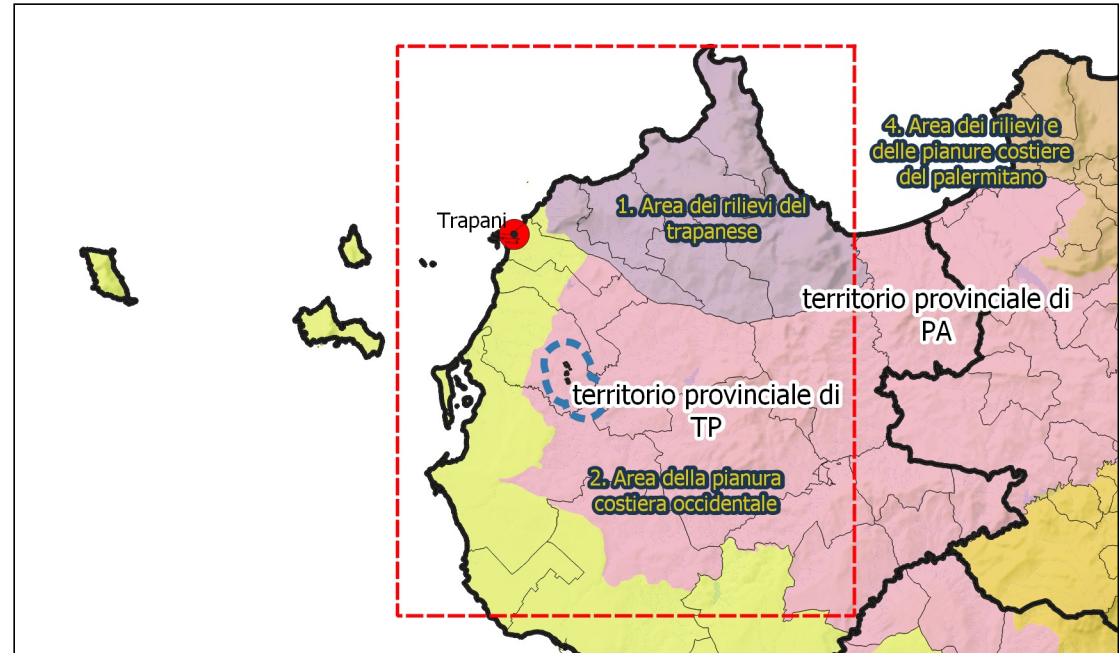 4. Area dei rilievi e
delle pianure costiere
del palermitano
1. Area dei rilievi del
trapanese
Trapani
territorio provinciale di
PA
territorio provinciale di
TP
2. Area della pianura
costiera occidentale